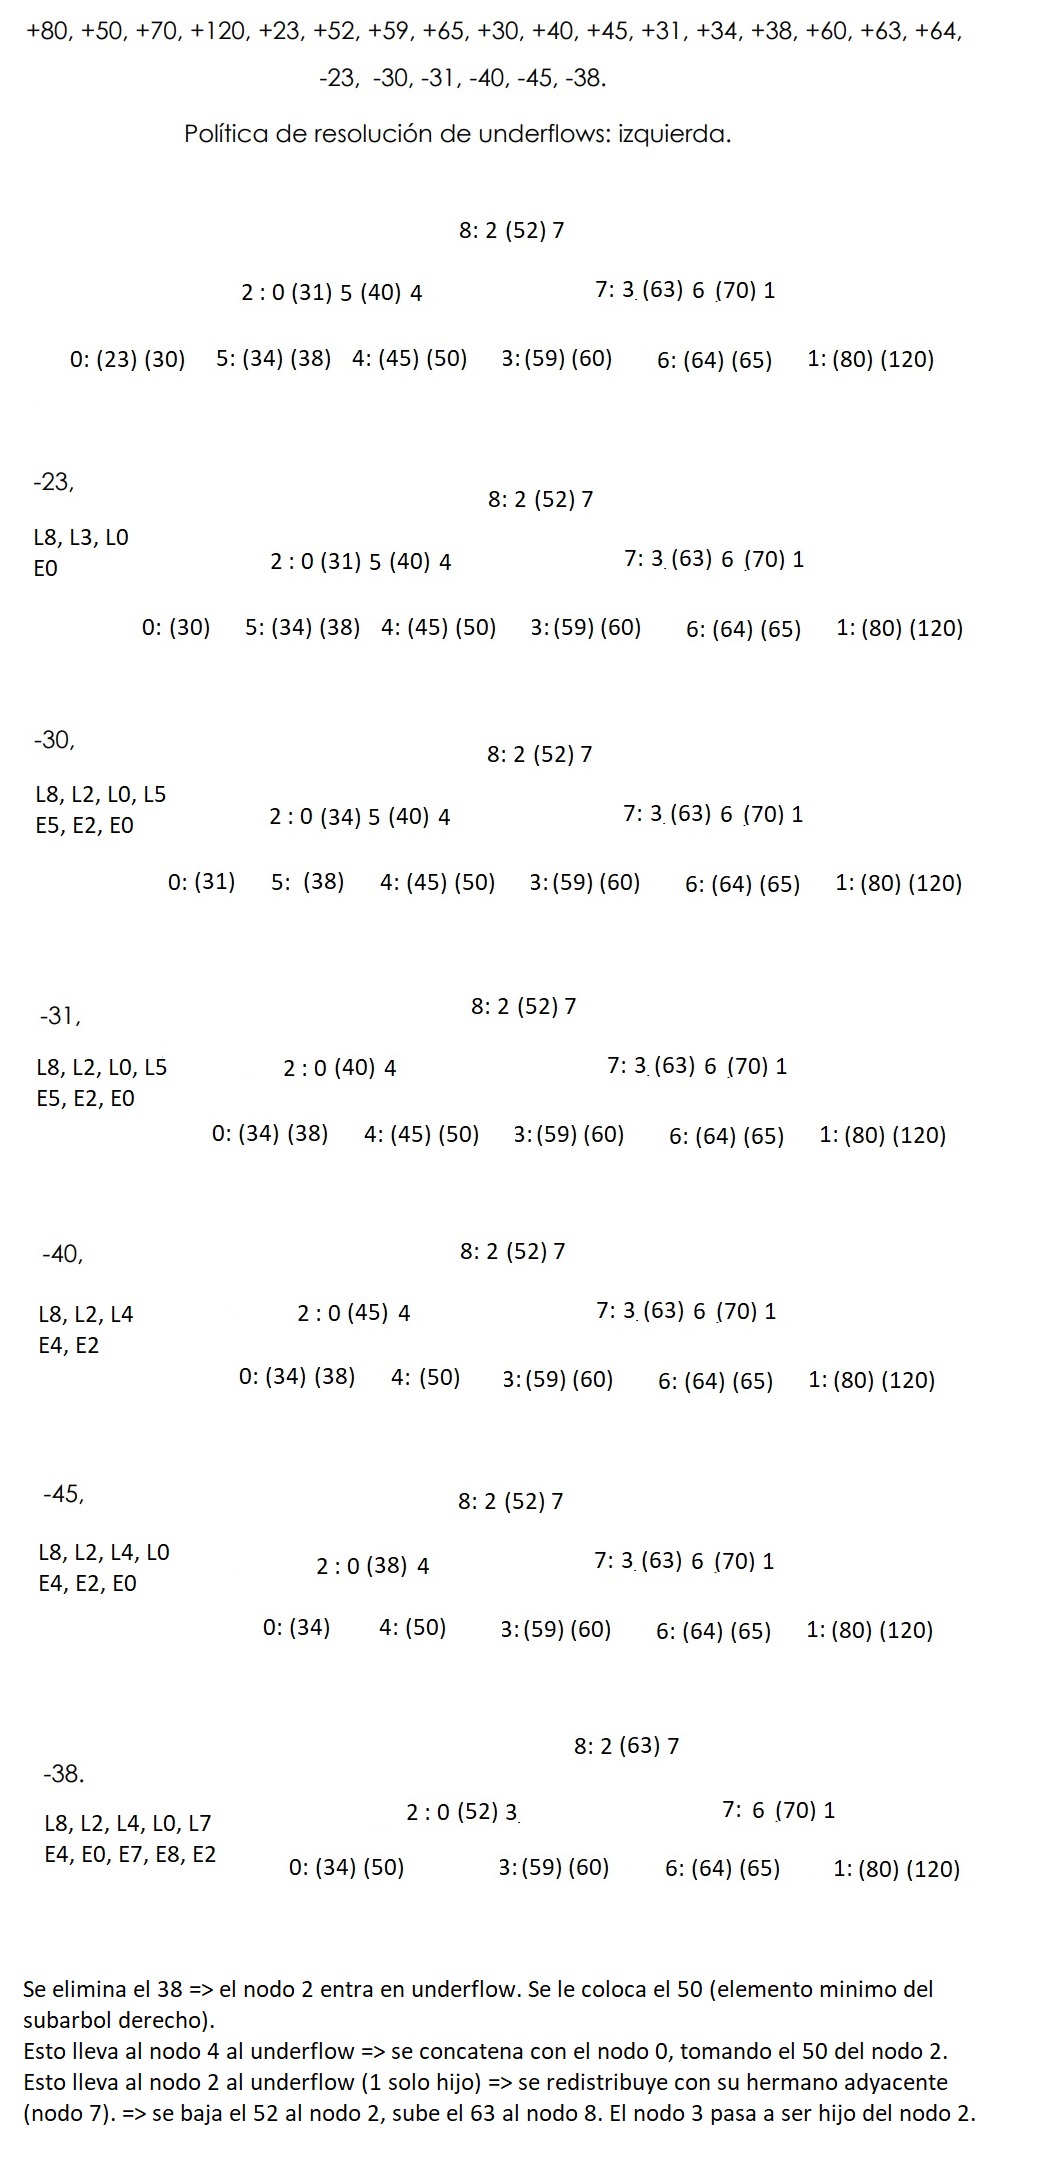 +80, +50, +70, +120, +23, +52, +59, +65, +30, +40, +45, +31, +34, +38, +60, +63, +64,
-23, -30, -31, -40, -45, -38.
Política de resolución de underflows: izquierda.
8: 2 (52) 7
2 : 0 (31) 5 (40) 4 7: 3 (63) 6 (70) 1
0: (23) (30) 5: (34) (38) 4: (45) (50) 3: (59) (60) 6: (64) (65) 1: (80) (120)
-23,
8: 2 (52) 7
L8, L3, L0
E0
2 : 0 (31) 5 (40) 4 7: 3 (63) 6 (70) 1
0: (30) 5: (34) (38) 4: (45) (50) 3: (59) (60) 6: (64) (65) 1: (80) (120)
-30,
8: 2 (52) 7
L8, L2, L0, L5
E5, E2, E0
2 : 0 (34) 5 (40) 4 7: 3 (63) 6 (70) 1
0: (31) 5: (38) 4: (45) (50) 3: (59) (60) 6: (64) (65) 1: (80) (120)
-31,
8: 2 (52) 7
L8, L2, L0, L5
E5, E2, E0
2 : 0 (40) 4 7: 3 (63) 6 (70) 1
0: (34) (38) 4: (45) (50) 3: (59) (60) 6: (64) (65) 1: (80) (120)
-40,
8: 2 (52) 7
L8, L2, L4
E4, E2
2 : 0 (45) 4 7: 3 (63) 6 (70) 1
0: (34) (38) 4: (50) 3: (59) (60) 6: (64) (65) 1: (80) (120)
-45,
8: 2 (52) 7
L8, L2, L4, L0
E4, E2, E0
2 : 0 (38) 4 7: 3 (63) 6 (70) 1
0: (34) 4: (50) 3: (59) (60) 6: (64) (65) 1: (80) (120)
8: 2 (63) 7
-38.
L8, L2, L4, L0, L7
E4, E0, E7, E8, E2
2 : 0 (52) 3 7: 6 (70) 1
0: (34) (50) 3: (59) (60) 6: (64) (65) 1: (80) (120)
Se elimina el 38 => el nodo 2 entra en underflow. Se le coloca el 50 (elemento minimo del
subarbol derecho).
Esto lleva al nodo 4 al underflow => se concatena con el nodo 0, tomando el 50 del nodo 2.
Esto lleva al nodo 2 al underflow (1 solo hijo) => se redistribuye con su hermano adyacente
(nodo 7). => se baja el 52 al nodo 2, sube el 63 al nodo 8. El nodo 3 pasa a ser hijo del nodo 2.